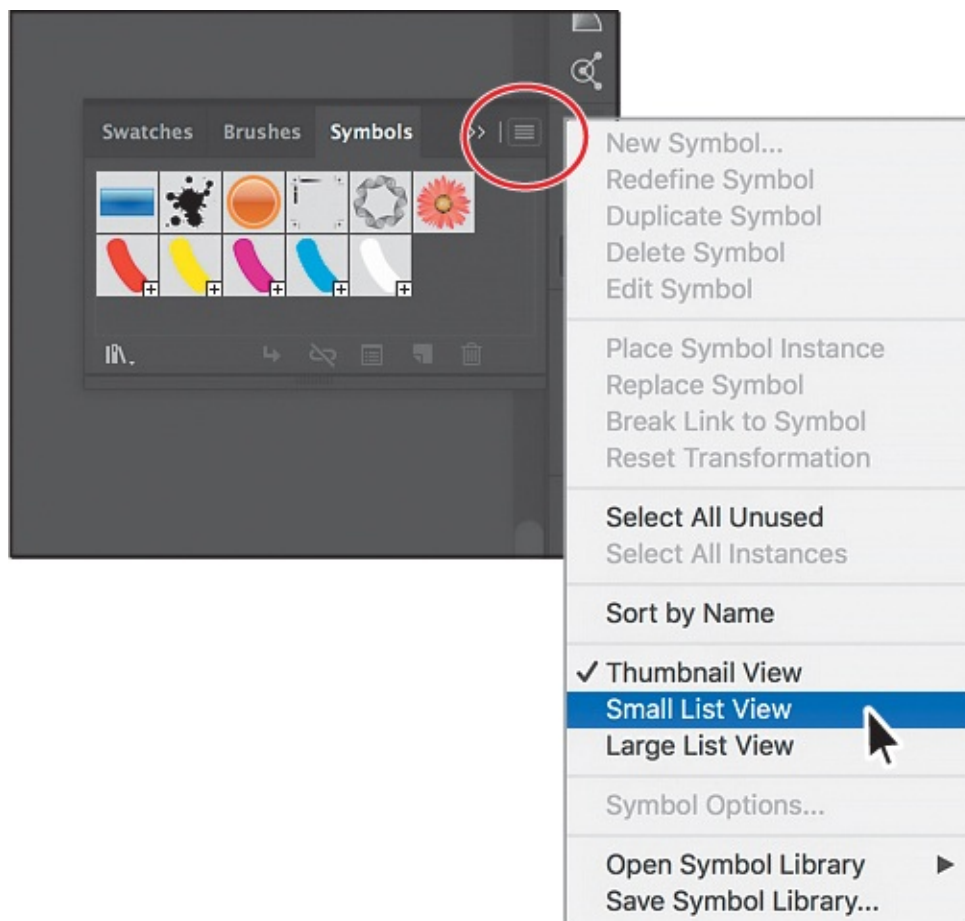 Swatches Brushes Symbols >> |
New Symbol...
Redefine Symbol
Duplicate Symbol
Delete Symbol
Edit Symbol
Place Symbol Instance
Replace Symbol
Break Link to Symbol
Reset Transformation
Select All Unused
Select All Instances
Sort by Name
✓ Thumbnail View
Small List View
Large List View
Symbol Options...
Open Symbol Library ▶
Save Symbol Library...